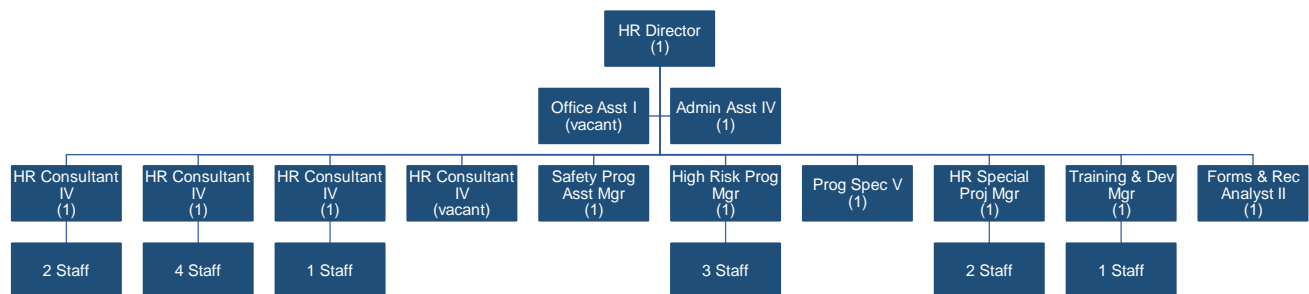 HR Director
(1)
Office Asst I
(vacant)
Admin Asst IV
(1)
HR Consultant
IV
(1)
HR Consultant
IV
(1)
HR Consultant
IV
(1)
HR Consultant
IV
(vacant)
Safety Prog
Asst Mgr
(1)
High Risk Prog
Mgr
(1)
Prog Spec V
(1)
HR Special
Proj Mgr
(1)
Training & Dev
Mgr
(1)
Forms & Rec
Analyst II
(1)
2 Staff
4 Staff
1 Staff
3 Staff
2 Staff
1 Staff